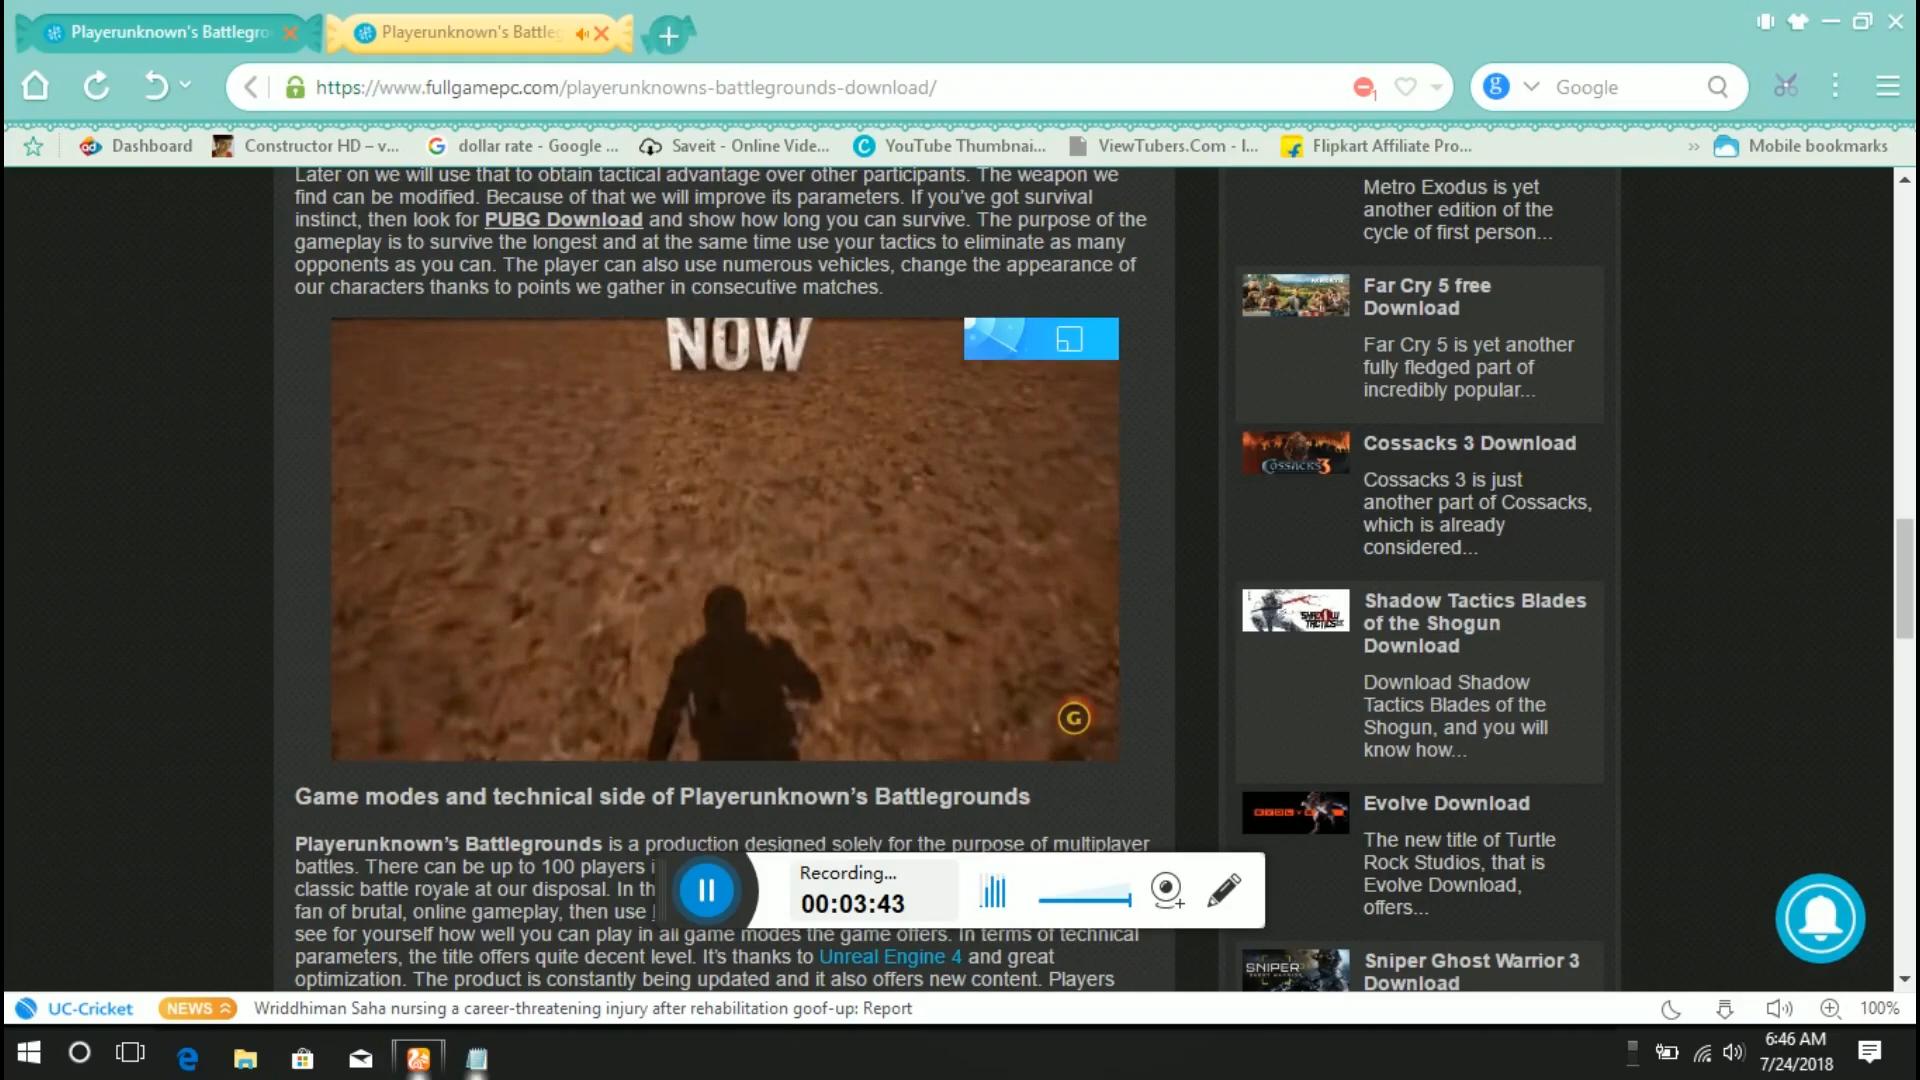 Playerunknown's Battlegro
Playerunknown's Battleg
https://www.fullgamepc.com/playerunknowns-battlegrounds-download/
1
g
Google
ad Dashboard
Constructor HD – v...
G dollar rate - Google ...
Saveit - Online Vide...
C YouTube Thumbnai...
ViewTubers.Com - I...
Flipkart Affiliate Pro...
Mobile bookmarks
Later on we will use that to obtain tactical advantage over other participants. The weapon we
find can be modified. Because of that we will improve its parameters. If you've got survival
instinct, then look for PUBG Download and show how long you can survive. The purpose of the
gameplay is to survive the longest and at the same time use your tactics to eliminate as many
opponents as you can. The player can also use numerous vehicles, change the appearance of
our characters thanks to points we gather in consecutive matches.
NOW
G
Game modes and technical side of Playerunknown's Battlegrounds
Playerunknown's Battlegrounds is a production designed solely for the purpose of multiplayer
battles. There can be up to 100 players i
classic battle royale at our disposal. In th
fan of brutal, online gameplay, then use
see for yourself how well you can play in all game modes the game offers. In terms of technical
parameters, the title offers quite decent level. It's thanks to Unreal Engine 4 and great
optimization. The product is constantly being updated and it also offers new content. Players
Recording...
00:03:43
Metro Exodus is yet
another edition of the
cycle of first person...
Far Cry 5 free
Download
Far Cry 5 is yet another
fully fledged part of
incredibly popular...
COSSACKS 3
Cossacks 3 Download
Cossacks 3 is just
another part of Cossacks,
which is already
considered...
SHADOW
TACTICS
Shadow Tactics Blades
of the Shogun
Download
Download Shadow
Tactics Blades of the
Shogun, and you will
know how...
Evolve Download
The new title of Turtle
Rock Studios, that is
Evolve Download,
offers...
SNIPER
Sniper Ghost Warrior 3
Download
UC-Cricket
NEWS
Wriddhiman Saha nursing a career-threatening injury after rehabilitation goof-up: Report
100%
6:46 AM
7/24/2018